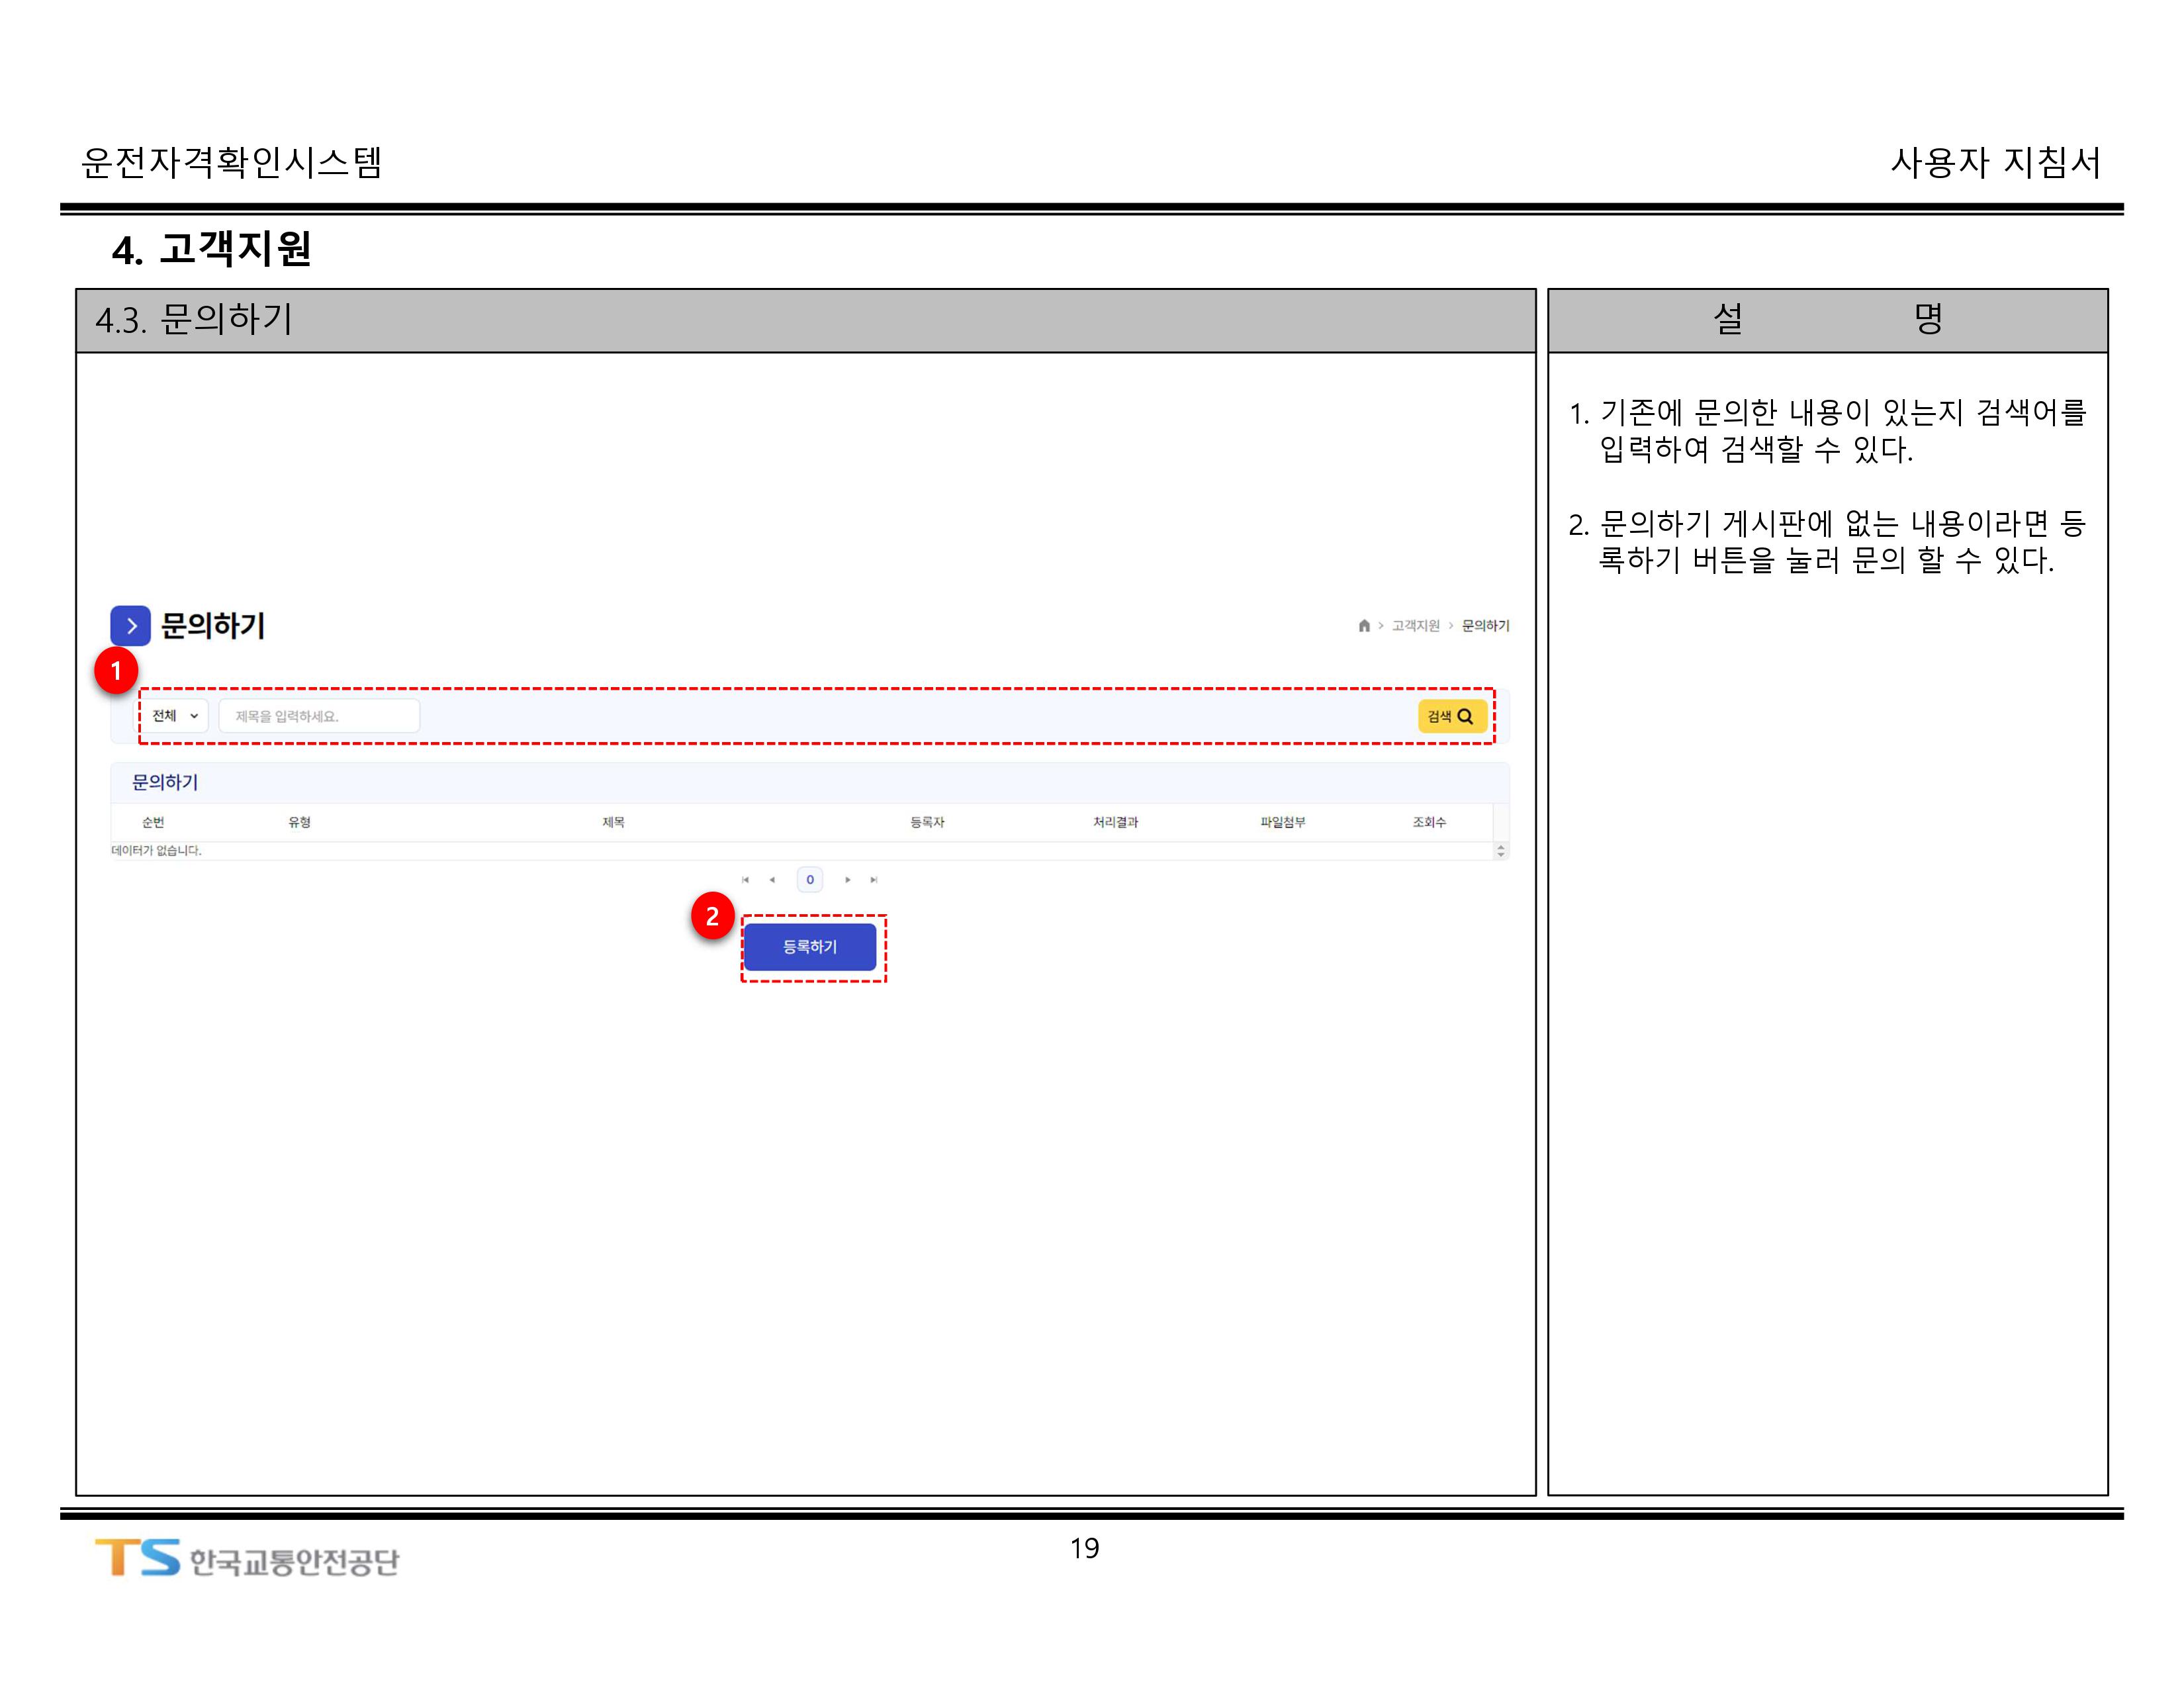 운전자격확인시스템
사용자 지침서
4. 고객지원
4.3. 문의하기
문의하기
고객지원 > 문의하기
1
전체
제목을 입력하세요.
검색
문의하기
순번 유형 제목 등록자 처리결과 파일첨부 조회수
데이터가 없습니다.
0
2
등록하기
설 명
1. 기존에 문의한 내용이 있는지 검색어를
입력하여 검색할 수 있다.
2. 문의하기 게시판에 없는 내용이라면 등
록하기 버튼을 눌러 문의 할 수 있다.
TS 한국교통안전공단
19